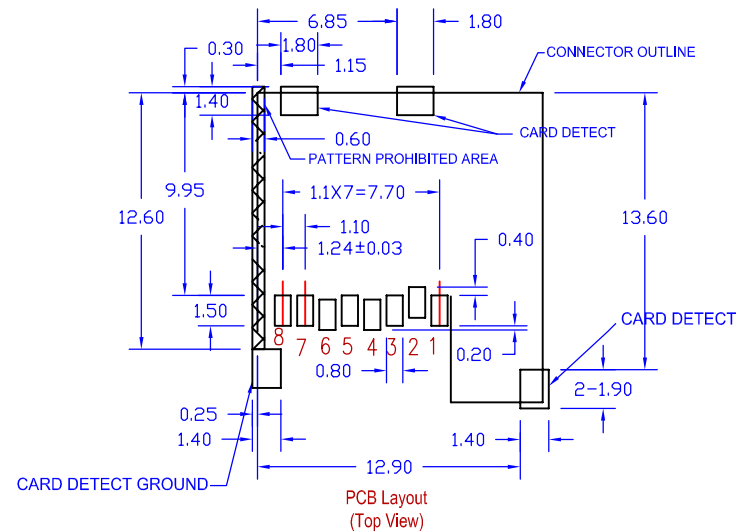 6.85
1.80
1.80
0.30
1.15
CONNECTOR OUTLINE
1.40
CARD DETECT
0.60
PATTERN PROHIBITED AREA
9.95
1.1X7=7.70
12.60
13.60
1.10
0.40
1.24±0.03
1.50
CARD DETECT
8 7 6 5 4 3 2 1
0.20
0.80
2-1.90
0.25
1.40
1.40
12.90
CARD DETECT GROUND
PCB Layout
(Top View)